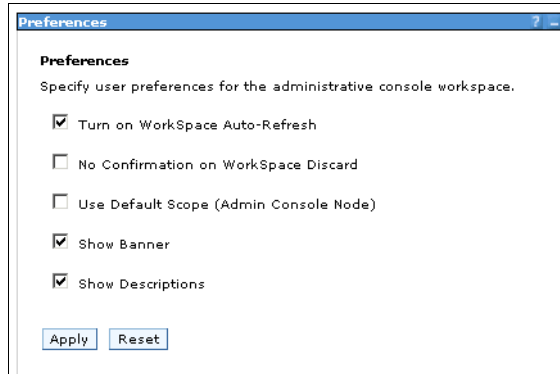 Preferences ? –
Preferences
Specify user preferences for the administrative console workspace.
Turn on WorkSpace Auto-Refresh
No Confirmation on WorkSpace Discard
Use Default Scope (Admin Console Node)
Show Banner
Show Descriptions
Apply Reset